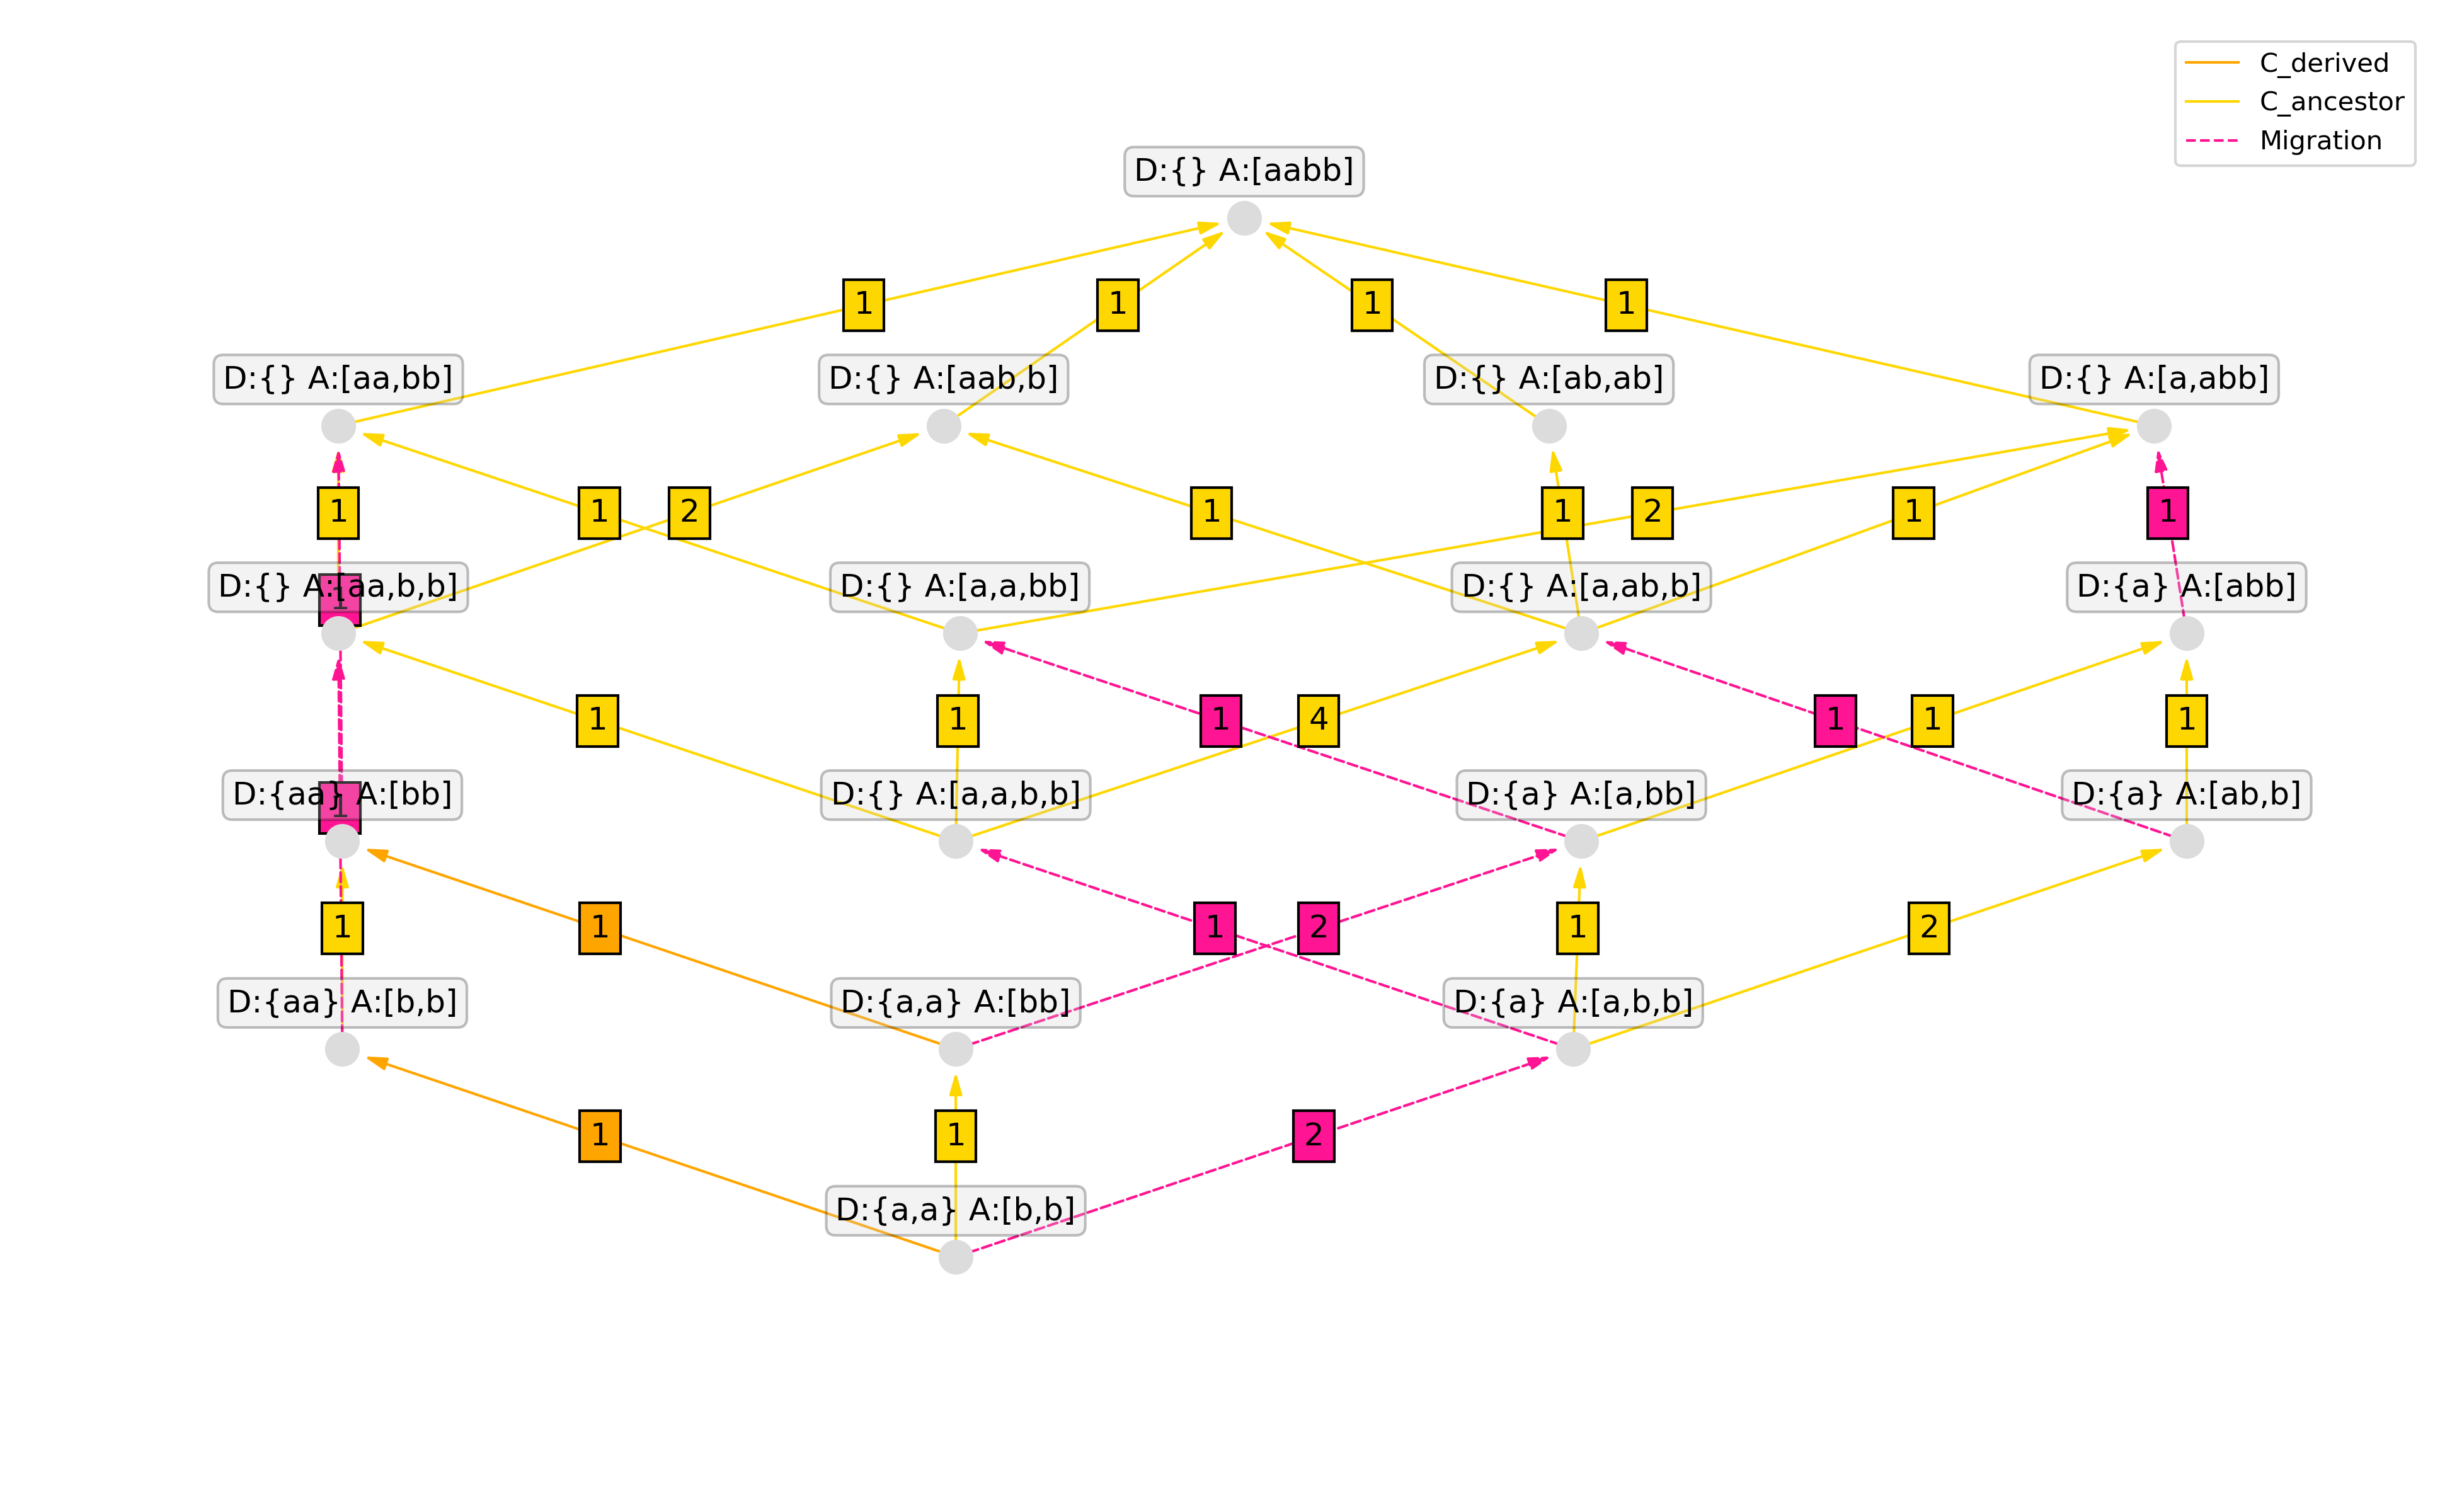 C_derived
C_ancestor
Migration
D:{} A:[aabb]
1 1 1 1
D:{} A:[aa,bb] D:{} A:[aab,b] D:{} A:[ab,ab] D:{} A:[a,abb]
1 1 2 1 1 2 1 1
D:{} A:[aa,b,b] D:{} A:[a,a,bb] D:{} A:[a,ab,b] D:{a} A:[abb]
1
1 1 1 4 1 1 1
D:{aa} A:[bb] D:{} A:[a,a,b,b] D:{a} A:[a,bb] D:{a} A:[ab,b]
1
1 1 1 2 1 2
D:{aa} A:[b,b] D:{a,a} A:[bb] D:{a} A:[a,b,b]
1 1 2
D:{a,a} A:[b,b]